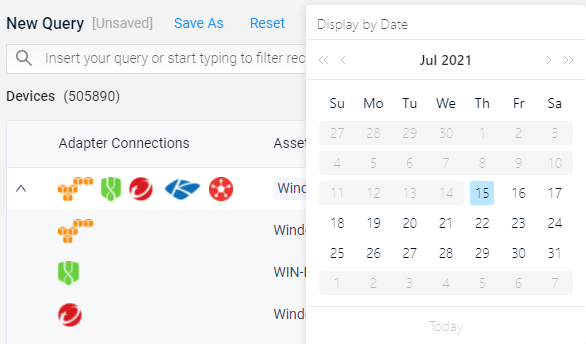 New Query [Unsaved] Save As Reset
Insert your query or start typing to filter rec
Devices (505890)
Adapter Connections Asset
Wind
Windo
WIN-
Windo
Display by Date
Jul 2021
Su Mo Tu We Th Fr Sa
27 28 29 30 1 2 3
4 5 6 7 8 9 10
11 12 13 14 15 16 17
18 19 20 21 22 23 24
25 26 27 28 29 30 31
1 2 3 4 5 6 7
Today